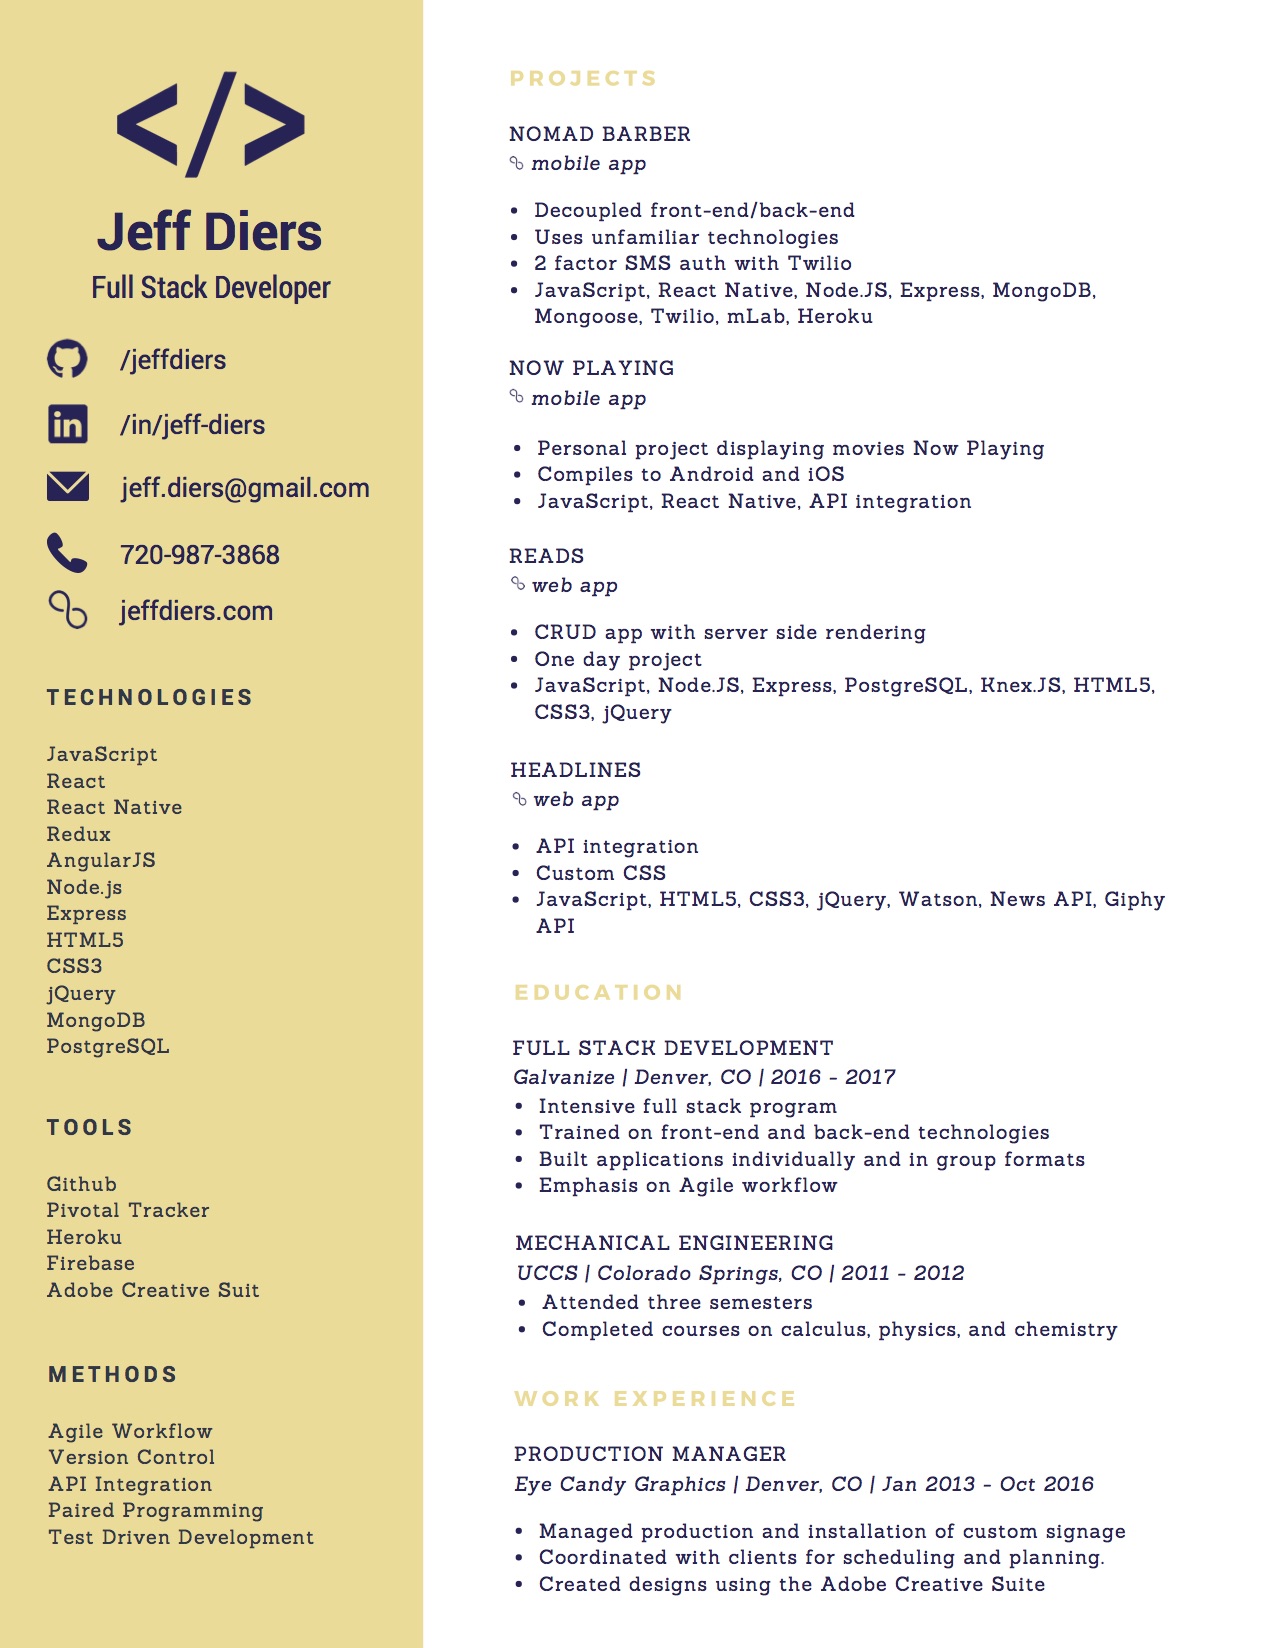 </>
Jeff Diers
Full Stack Developer
/jeffdiers
in
/in/jeff-diers
jeff.diers@gmail.com
720-987-3868
jeffdiers.com
TECHNOLOGIES
JavaScript
React
React Native
Redux
AngularJS
Node.js
Express
HTML5
CSS3
jQuery
MongoDB
PostgreSQL
TOOLS
Github
Pivotal Tracker
Heroku
Firebase
Adobe Creative Suit
METHODS
Agile Workflow
Version Control
API Integration
Paired Programming
Test Driven Development
PROJECTS
NOMAD BARBER
mobile app
• Decoupled front-end/back-end
• Uses unfamiliar technologies
• 2 factor SMS auth with Twilio
• JavaScript, React Native, Node.JS, Express, MongoDB,
Mongoose, Twilio, mLab, Heroku
NOW PLAYING
mobile app
• Personal project displaying movies Now Playing
• Compiles to Android and iOS
• JavaScript, React Native, API integration
READS
web app
• CRUD app with server side rendering
• One day project
• JavaScript, Node.JS, Express, PostgreSQL, Knex.JS, HTML5,
CSS3, jQuery
HEADLINES
web app
• API integration
• Custom CSS
• JavaScript, HTML5, CSS3, jQuery, Watson, News API, Giphy
API
EDUCATION
FULL STACK DEVELOPMENT
Galvanize | Denver, CO | 2016 - 2017
• Intensive full stack program
• Trained on front-end and back-end technologies
• Built applications individually and in group formats
• Emphasis on Agile workflow
MECHANICAL ENGINEERING
UCCS | Colorado Springs, CO | 2011 - 2012
• Attended three semesters
• Completed courses on calculus, physics, and chemistry
WORK EXPERIENCE
PRODUCTION MANAGER
Eye Candy Graphics | Denver, CO | Jan 2013 - Oct 2016
• Managed production and installation of custom signage
• Coordinated with clients for scheduling and planning.
• Created designs using the Adobe Creative Suite